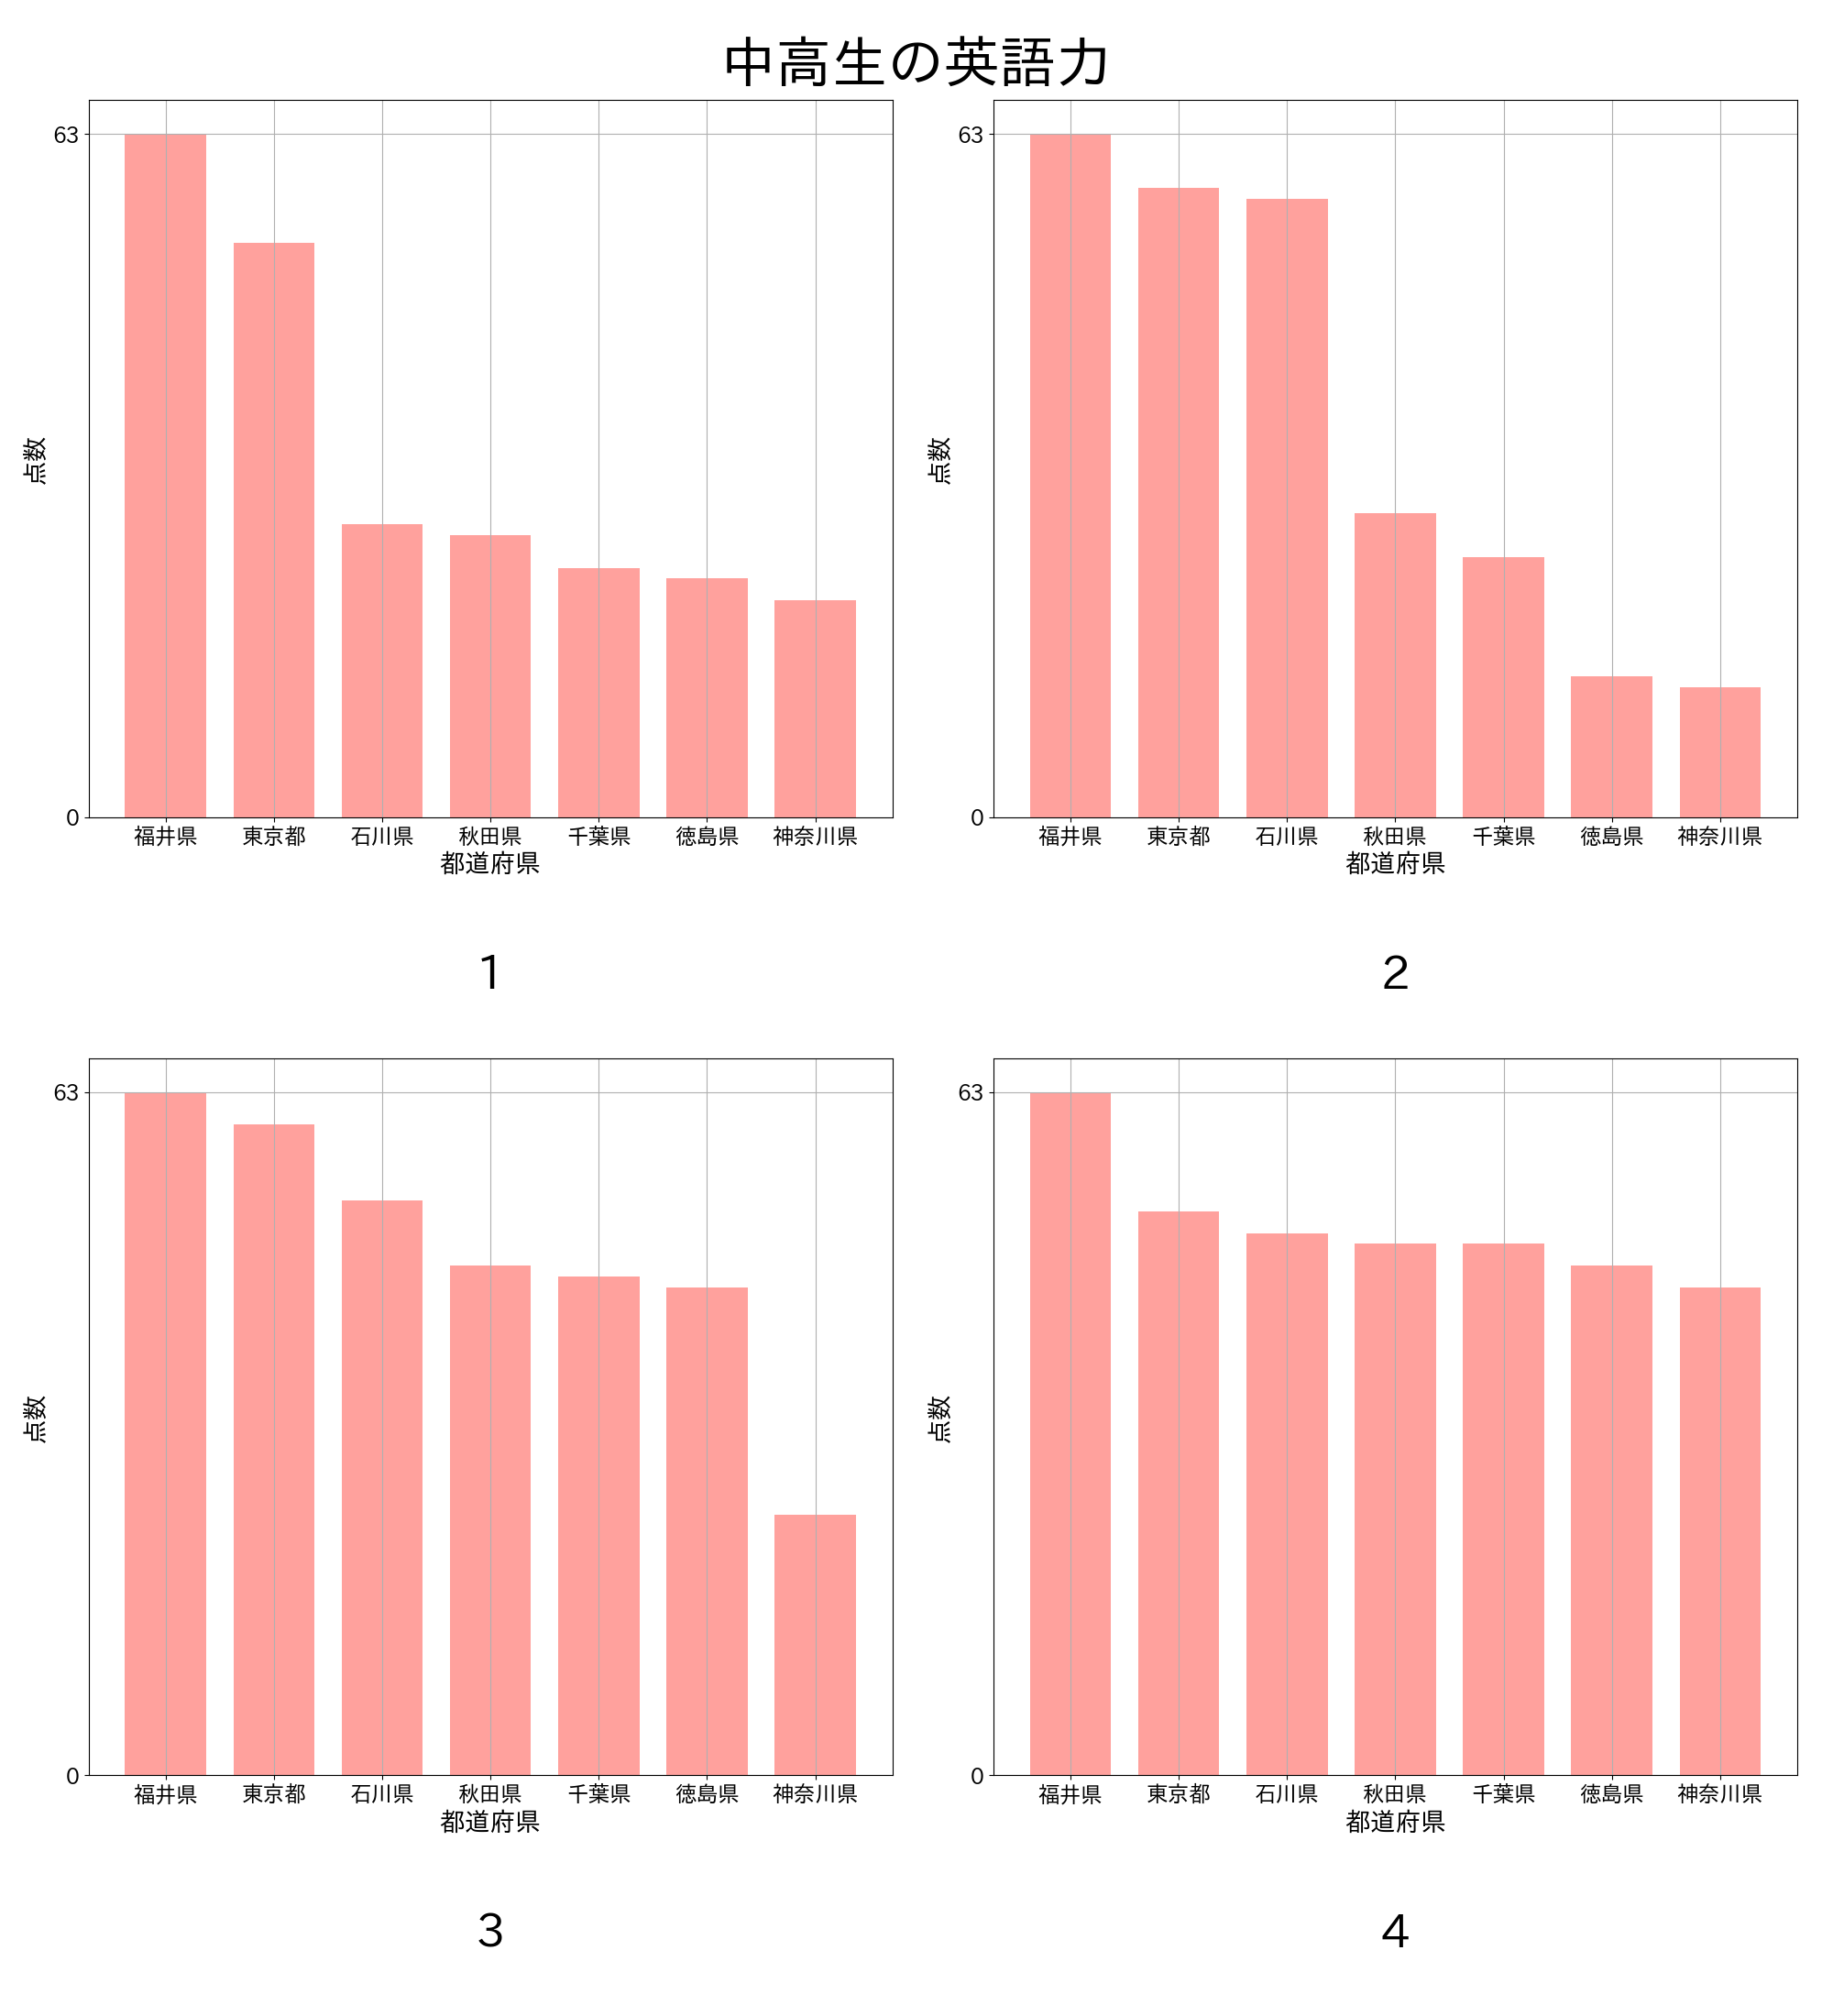 中高生の英語力
63
0
点数
福井県 東京都 石川県 秋田県 千葉県 徳島県 神奈川県
都道府県
1
63
0
点数
福井県 東京都 石川県 秋田県 千葉県 徳島県 神奈川県
都道府県
2
63
0
点数
福井県 東京都 石川県 秋田県 千葉県 徳島県 神奈川県
都道府県
3
63
0
点数
福井県 東京都 石川県 秋田県 千葉県 徳島県 神奈川県
都道府県
4